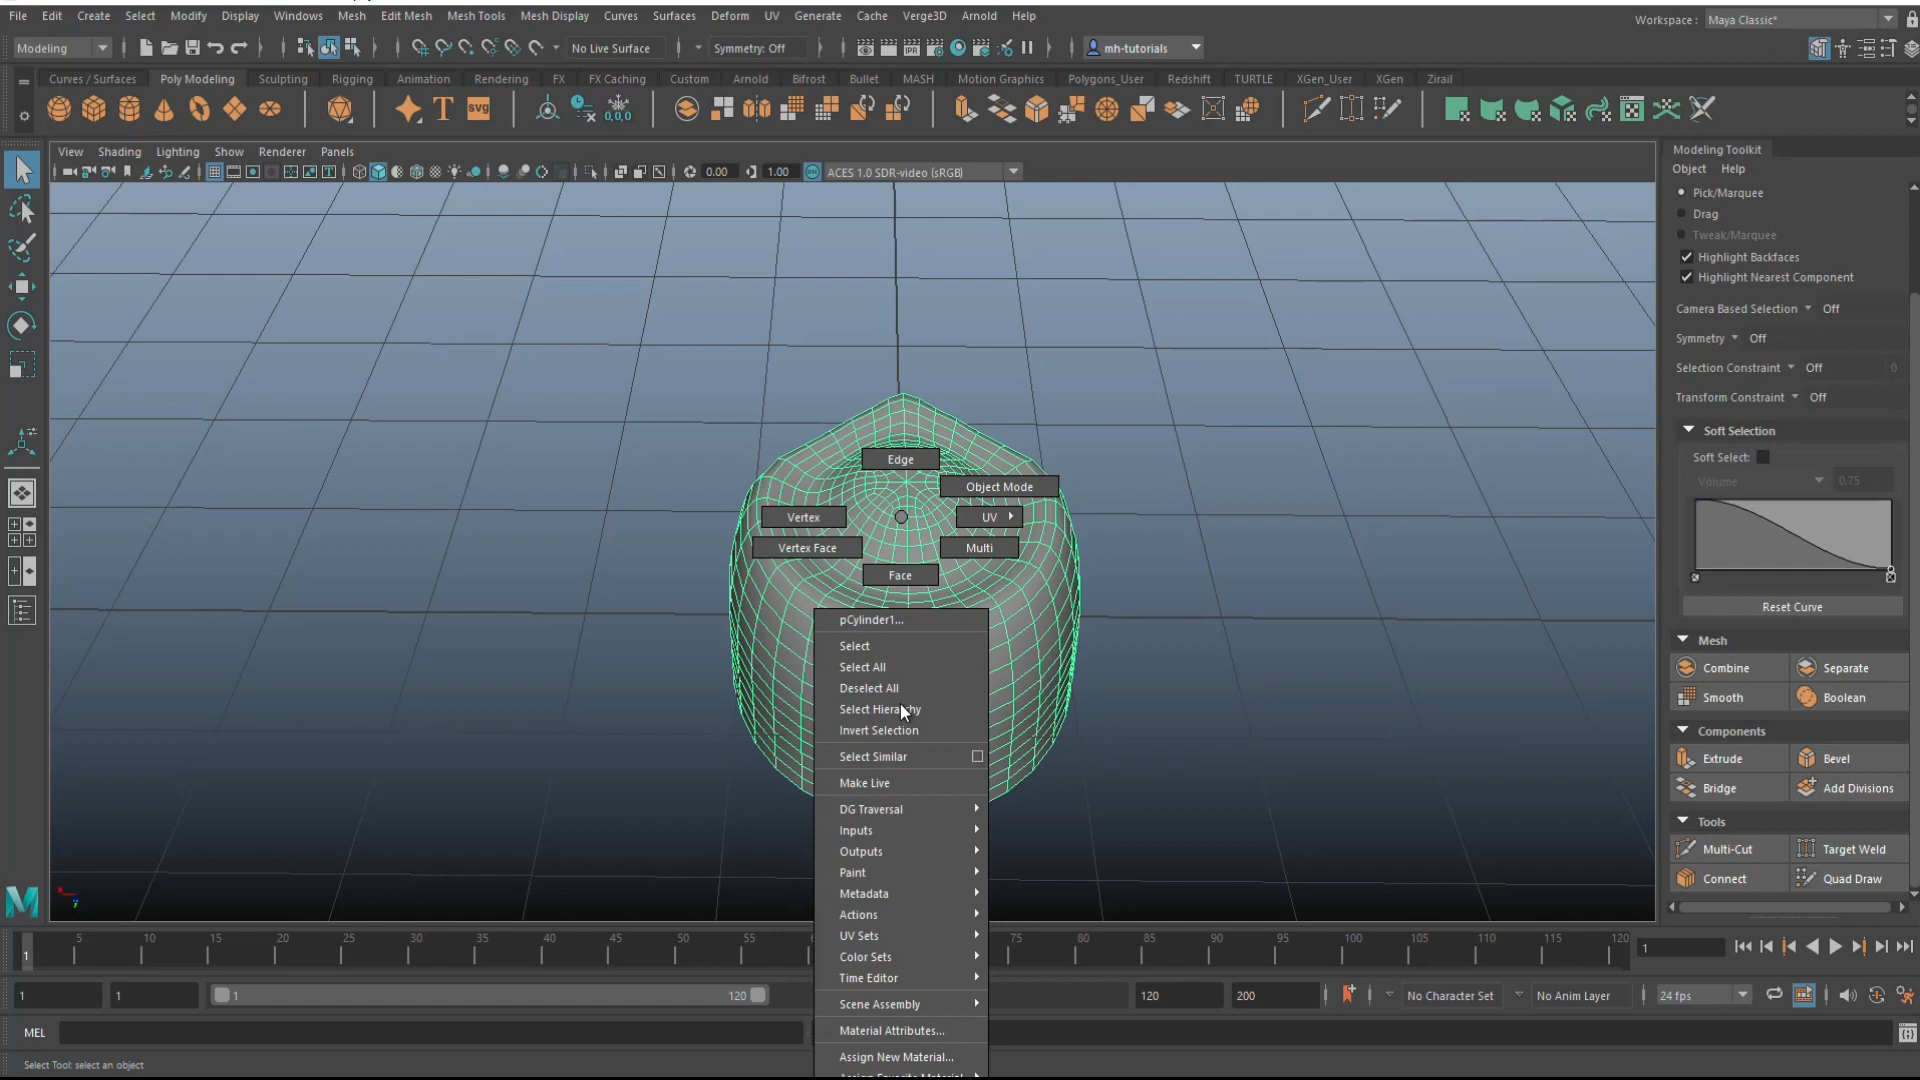 File Edit Create Select Modify Display Windows Mesh Edit Mesh Mesh Tools Mesh Display Curves Surfaces Deform UV Generate Cache Verge3D Arnold Help
Workspace : Maya Classic*
Modeling No Live Surface Symmetry: Off IPR mh-tutorials
Curves / Surfaces Poly Modeling Sculpting Rigging Animation Rendering FX FX Caching Custom Arnold Bifrost Bullet MASH Motion Graphics Polygons_User Redshift TURTLE XGen_User XGen Zirail
T svg 0,0,0
View Shading Lighting Show Renderer Panels
0.00 1.00 ACES 1.0 SDR-video (sRGB)
Modeling Toolkit
Object Help
Pick/Marquee
Drag
Tweak/Marquee
Highlight Backfaces
Highlight Nearest Component
Camera Based Selection Off
Symmetry Off
Selection Constraint Off 0
Transform Constraint Off
Soft Selection
Soft Select:
Volume 0.75
Reset Curve
Mesh
Combine Separate
Smooth Boolean
Components
Extrude Bevel
Bridge Add Divisions
Tools
Multi-Cut Target Weld
Connect Quad Draw
Edge
Object Mode
Vertex UV
Vertex Face Multi
Face
pCylinder1...
Select
Select All
Deselect All
Select Hierarchy
Invert Selection
Select Similar
Make Live
DG Traversal
Inputs
Outputs
Paint
Metadata
Actions
UV Sets
Color Sets
Time Editor
Scene Assembly
Material Attributes...
Assign New Material...
1 5 10 15 20 25 30 35 40 45 50 55 75 80 85 90 95 100 105 110 115 120 1
1 1 1 120 120 200 No Character Set No Anim Layer 24 fps
MEL
Select Tool: select an object